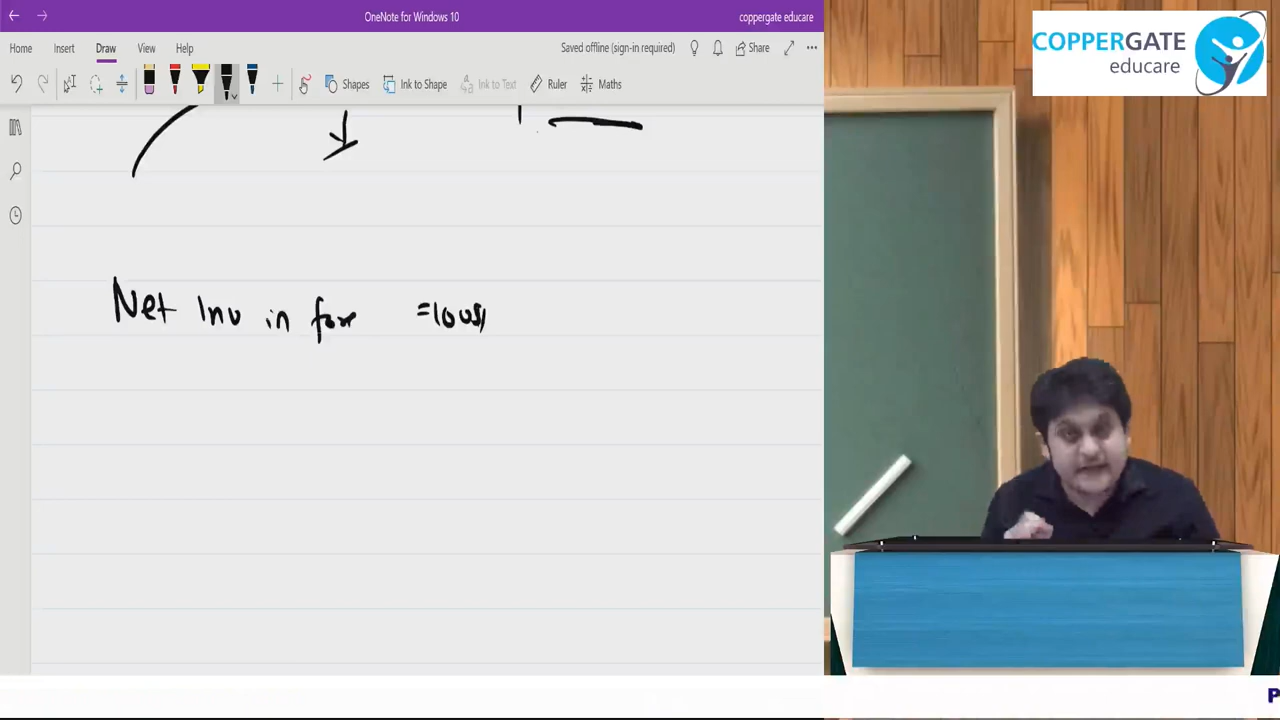 OneNote for Windows 10
coppergate educare
Home Insert Draw View Help
Saved offline (sign-in required)
Share
Shapes
Ink to Shape
Ink to Text
Ruler
Maths
COPPERGATE
educare
Net Inv in for
P